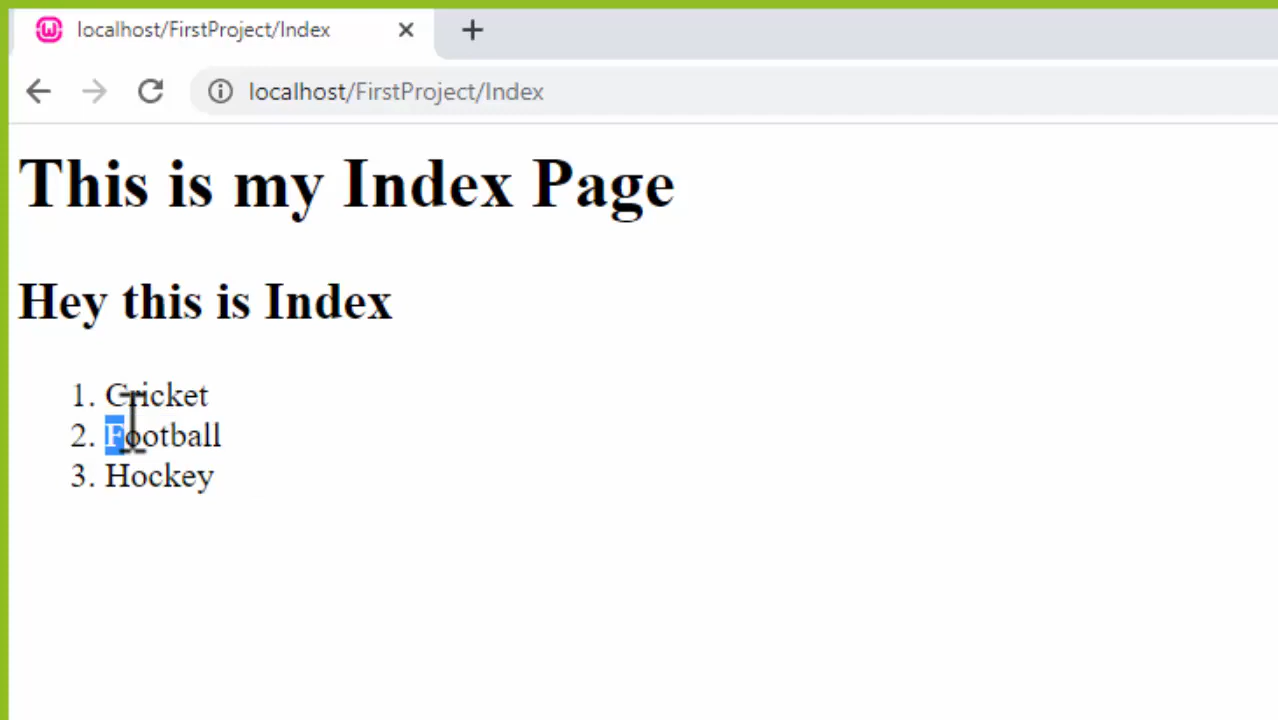 localhost/FirstProject/Index
localhost/FirstProject/Index
This is my Index Page
Hey this is Index
1. Cricket
2. Football
3. Hockey